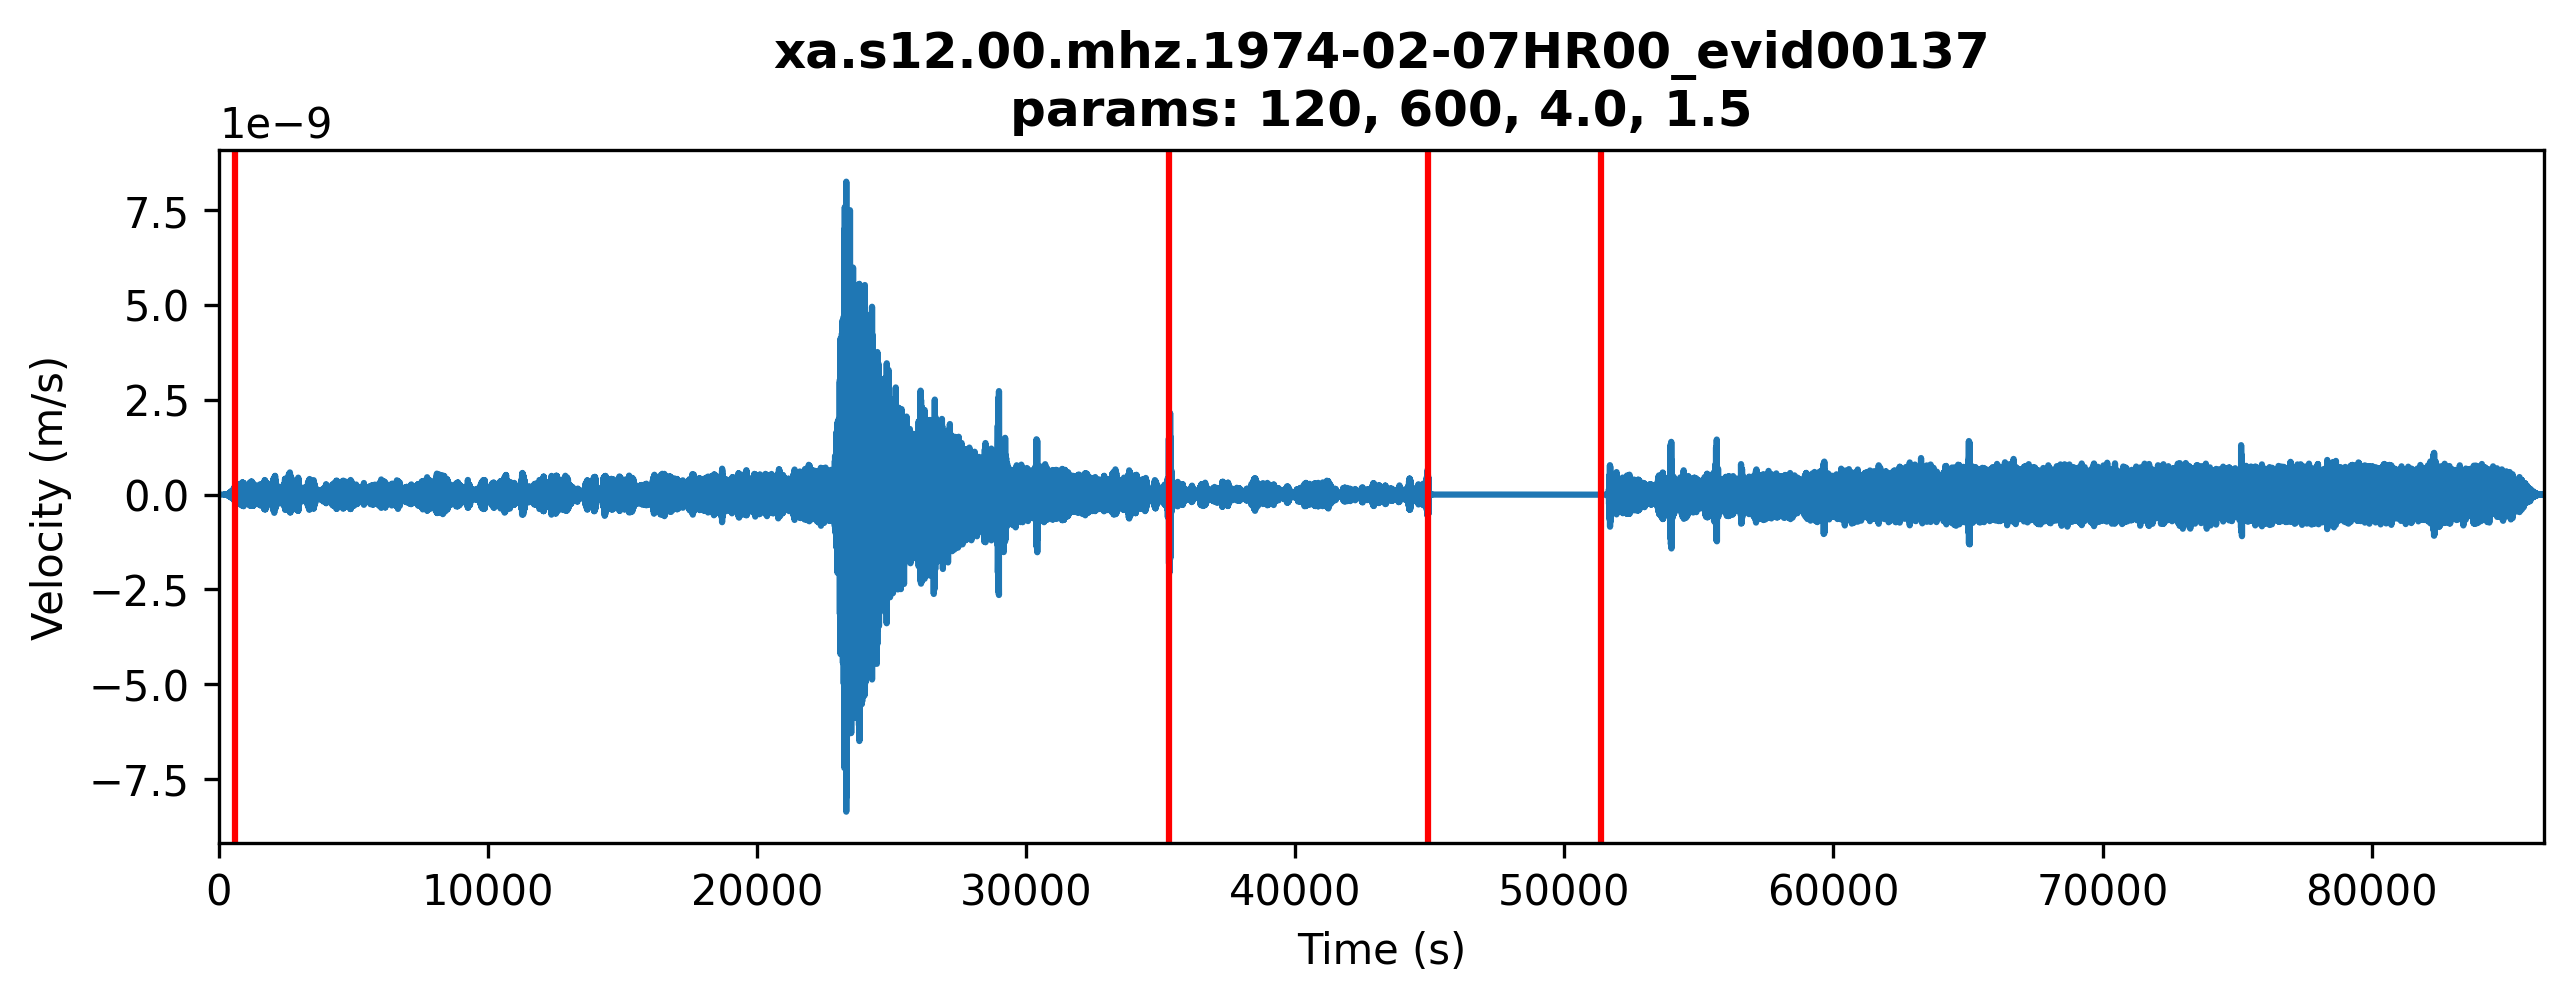 xa.s12.00.mhz.1974-02-07HR00_evid00137
params: 120, 600, 4.0, 1.5
1e−9
7.5
5.0
2.5
0.0
−2.5
−5.0
−7.5
Velocity (m/s)
0 10000 20000 30000 40000 50000 60000 70000 80000
Time (s)